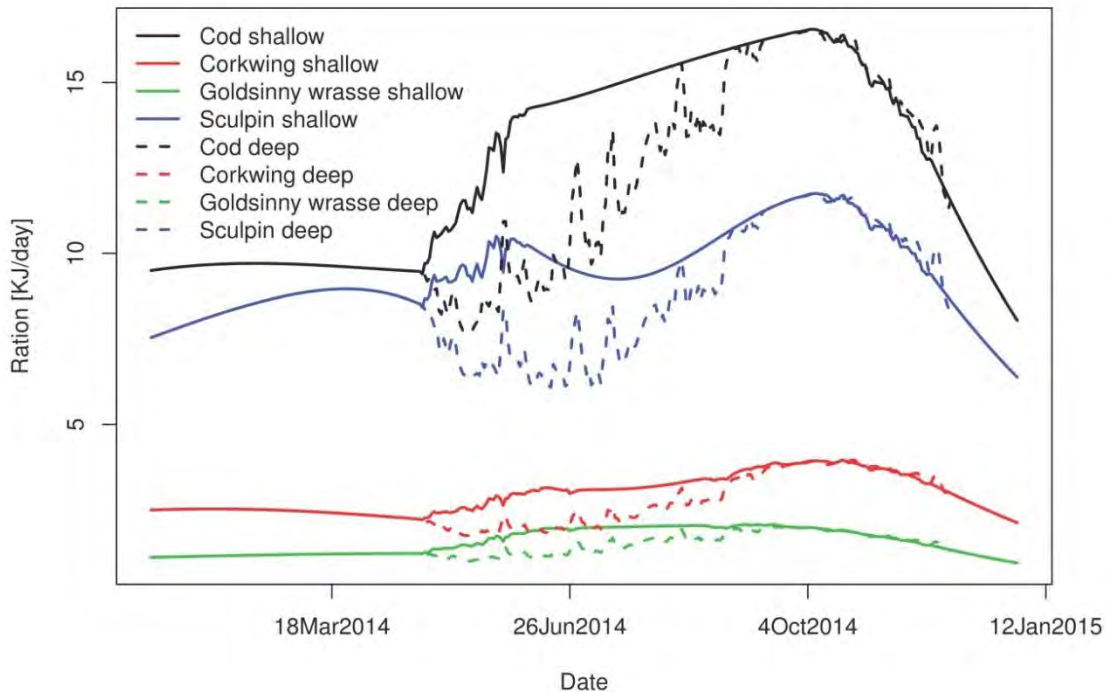 Cod shallow
Corkwing shallow
Goldsinny wrasse shallow
Sculpin shallow
Cod deep
Corkwing deep
Goldsinny wrasse deep
Sculpin deep
Ration [KJ/day]
15
10
5
18Mar2014 26Jun2014 4Oct2014 12Jan2015
Date